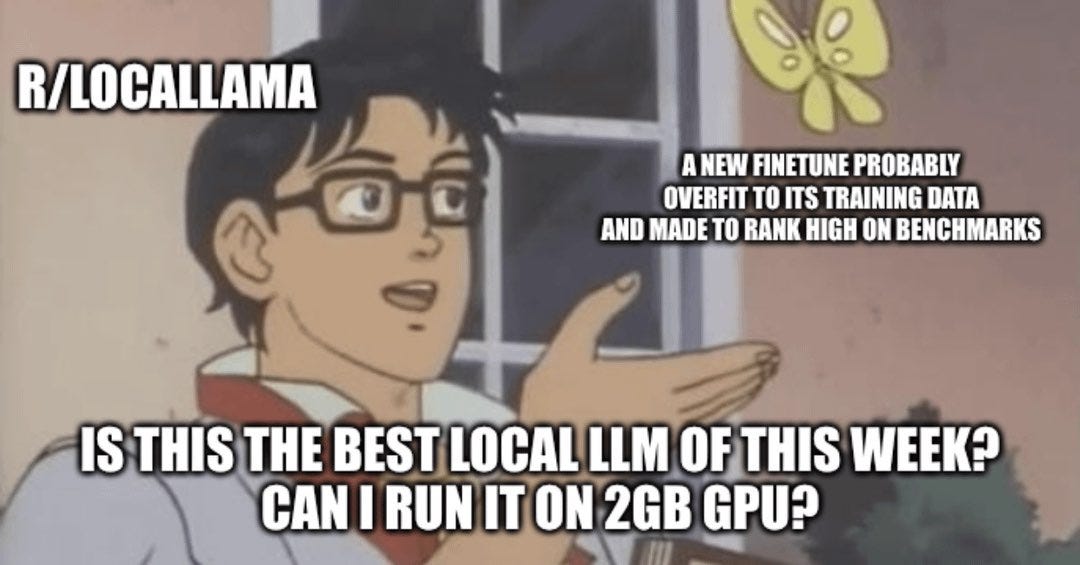 R/LOCALLAMA
A NEW FINETUNE PROBABLY
OVERFIT TO ITS TRAINING DATA
AND MADE TO RANK HIGH ON BENCHMARKS
IS THIS THE BEST LOCAL LLM OF THIS WEEK?
CAN I RUN IT ON 2GB GPU?